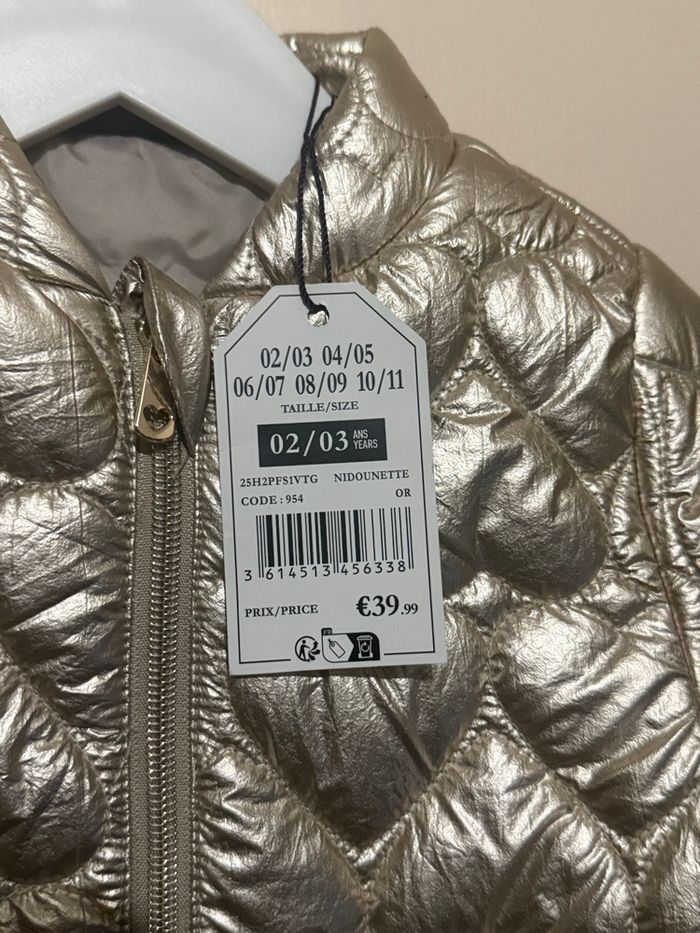 02/03 04/05
06/07 08/09 10/11
TAILLE/SIZE
02/03 ANS YEARS
25H2PFS1VTG NIDOUNETTE
CODE : 954 OR
3 614513 456338
PRIX/PRICE €39.99
FR